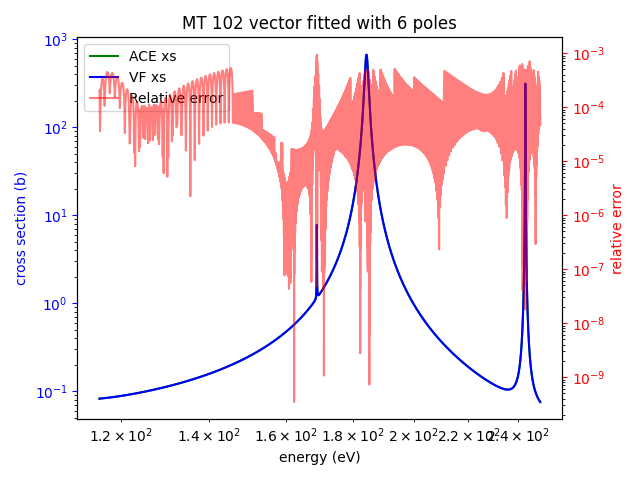 MT 102 vector fitted with 6 poles
ACE xs
VF xs
Relative error
10³
10²
10¹
10⁰
10⁻¹
cross section (b)
10⁻³
10⁻⁴
10⁻⁵
10⁻⁶
10⁻⁷
10⁻⁸
10⁻⁹
relative error
1.2 × 10² 1.4 × 10² 1.6 × 10² 1.8 × 10² 2 × 10² 2.2 × 10² 2.4 × 10²
energy (eV)